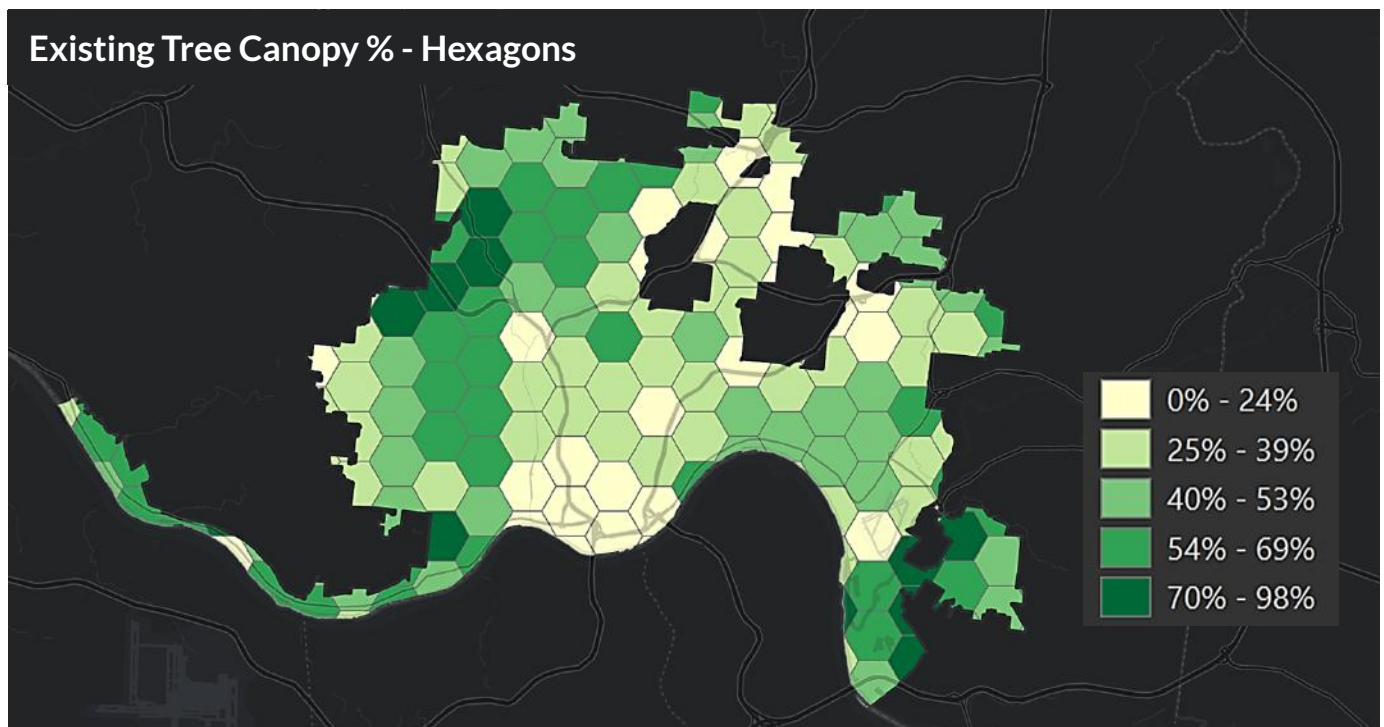 Existing Tree Canopy % - Hexagons
0% - 24%
25% - 39%
40% - 53%
54% - 69%
70% - 98%